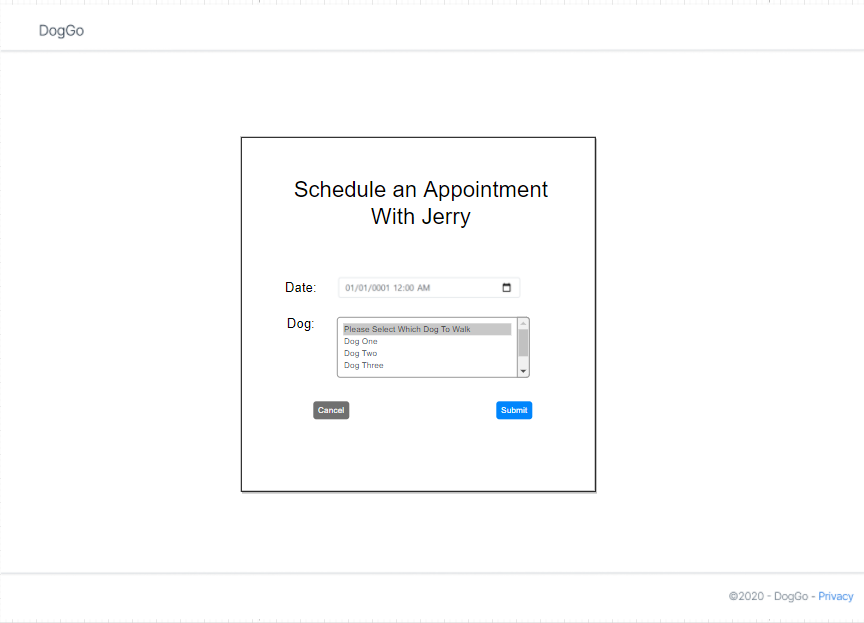 DogGo
Schedule an Appointment
With Jerry
Date:
01/01/0001 12:00 AM
Dog:
Please Select Which Dog To Walk
Dog One
Dog Two
Dog Three
Cancel
Submit
©2020 - DogGo - Privacy